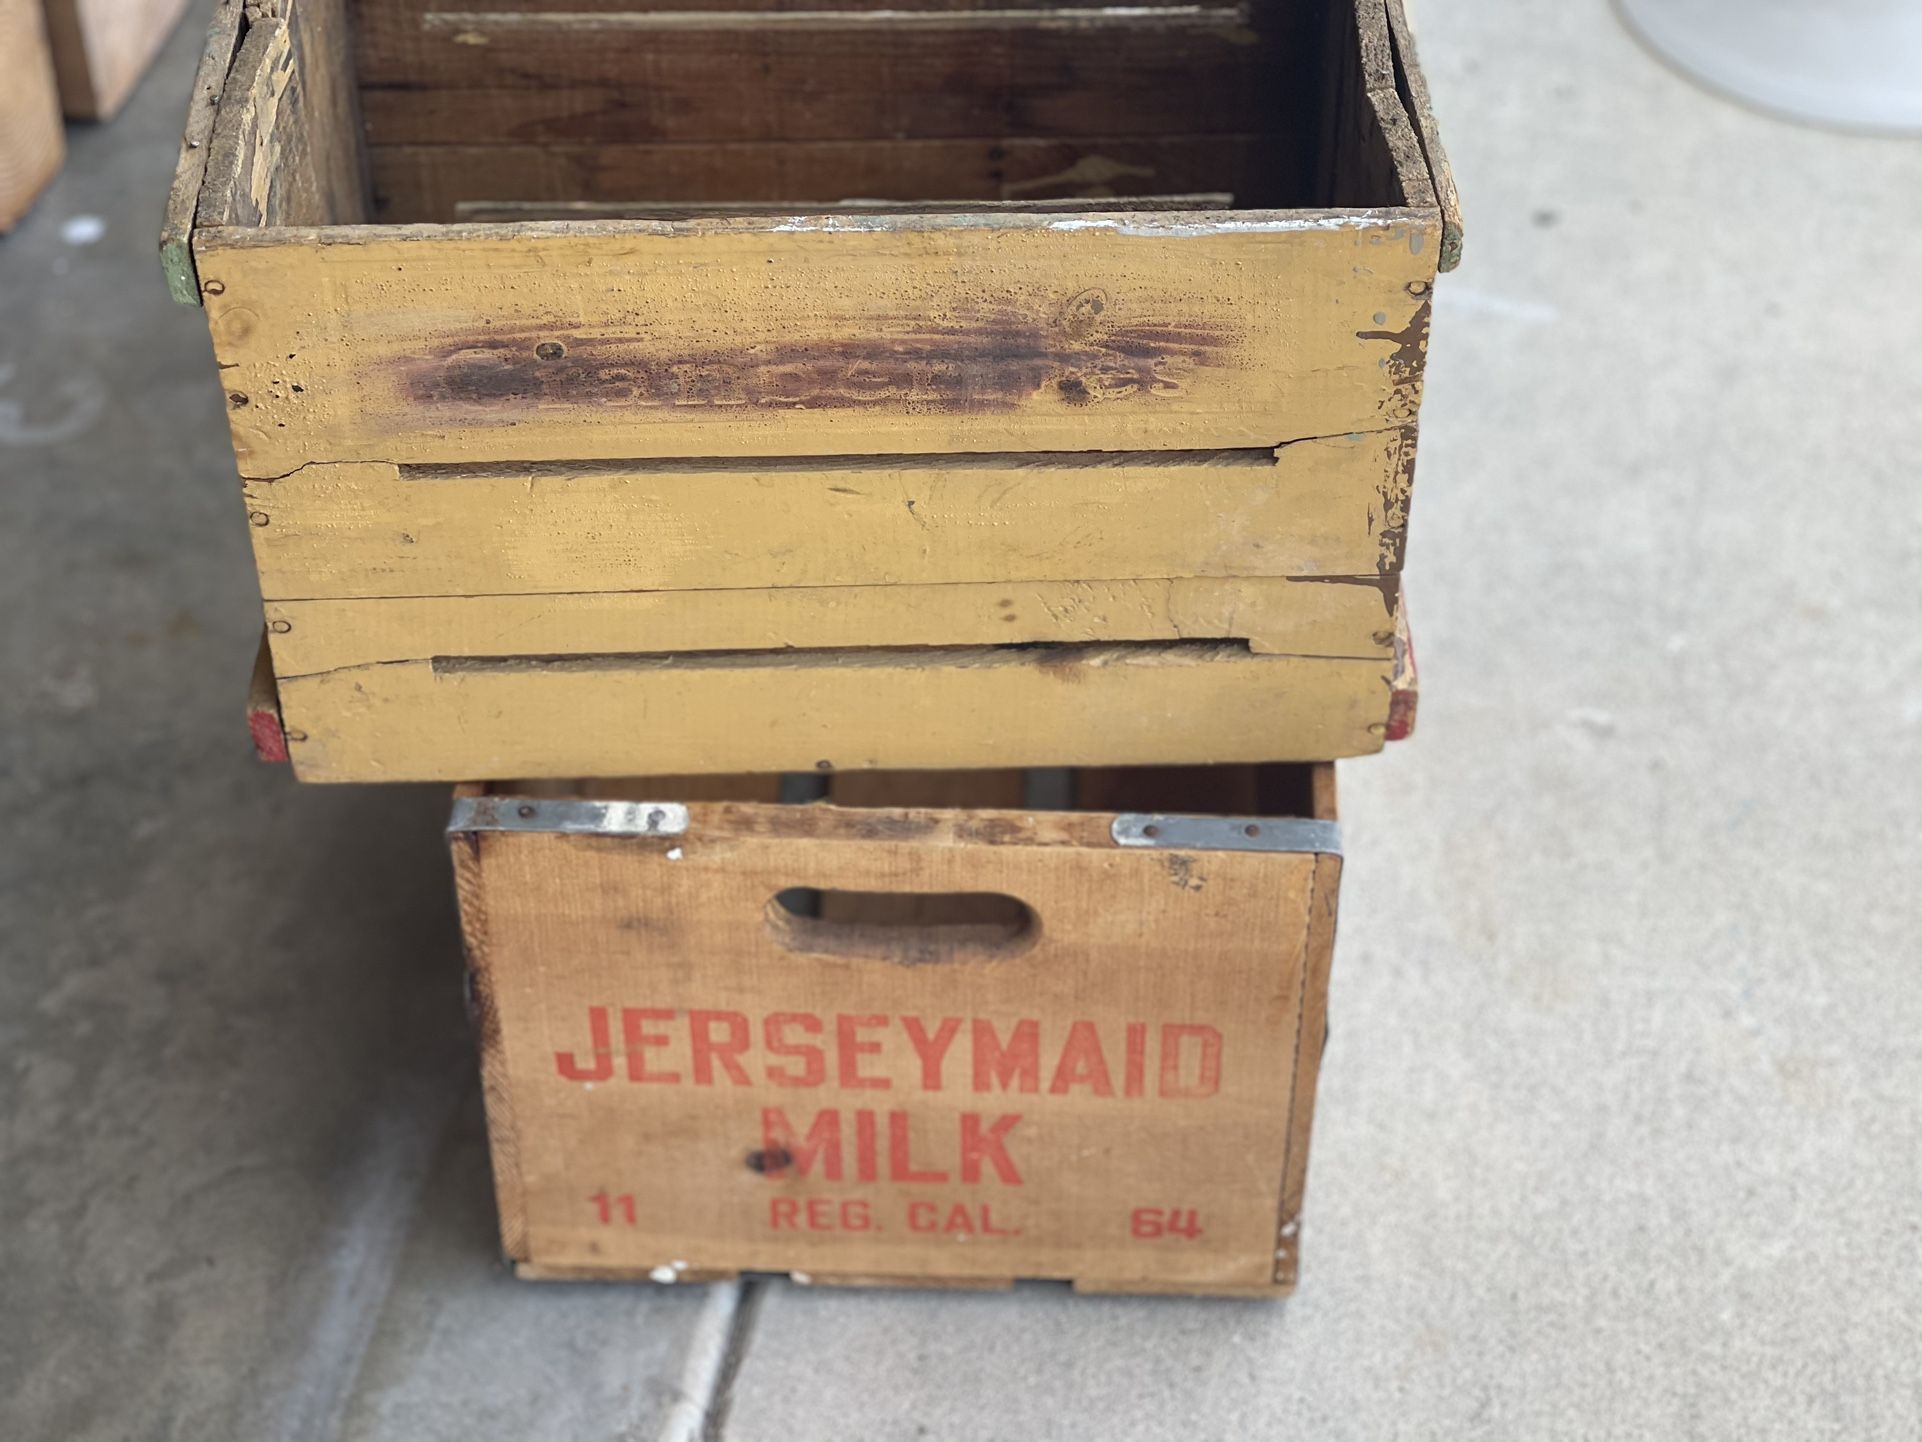 JERSEYMAID
MILK
11 REG. CAL. 64